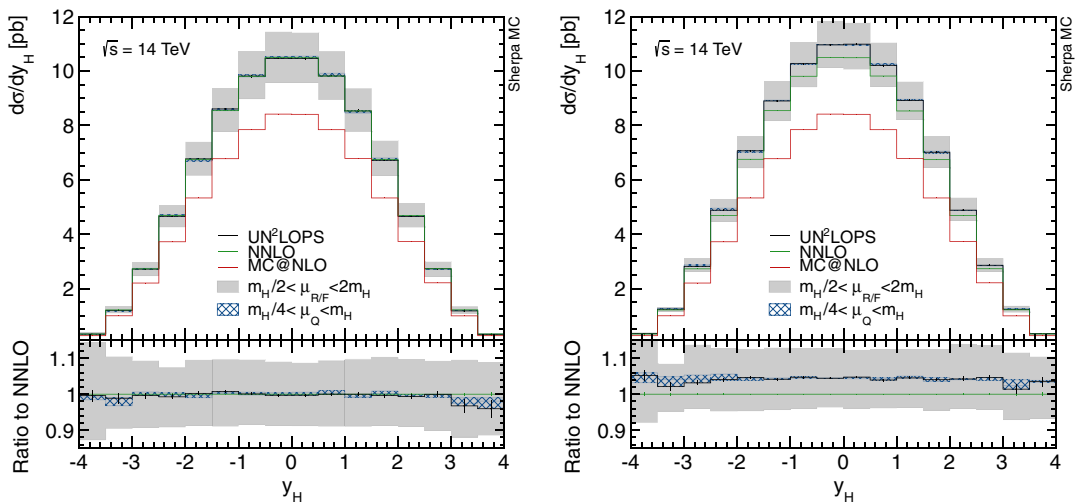 dσ/dy_H [pb]
12
10
8
6
4
2
√s = 14 TeV
Sherpa MC
UN²LOPS
NNLO
MC@NLO
m_H/2< μ_R/F <2m_H
m_H/4< μ_Q <m_H
Ratio to NNLO
1.1
1
0.9
-4 -3 -2 -1 0 1 2 3 4
y_H
dσ/dy_H [pb]
12
10
8
6
4
2
√s = 14 TeV
Sherpa MC
UN²LOPS
NNLO
MC@NLO
m_H/2< μ_R/F <2m_H
m_H/4< μ_Q <m_H
Ratio to NNLO
1.1
1
0.9
-4 -3 -2 -1 0 1 2 3 4
y_H